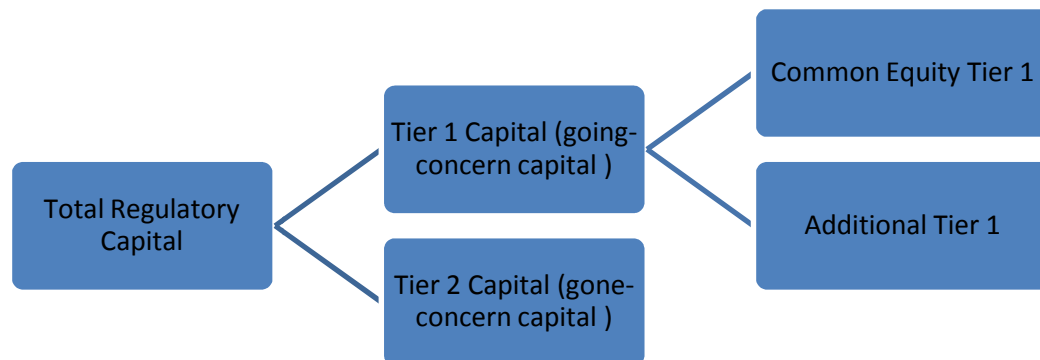 Total Regulatory
Capital
Tier 1 Capital (going-
concern capital )
Tier 2 Capital (gone-
concern capital )
Common Equity Tier 1
Additional Tier 1